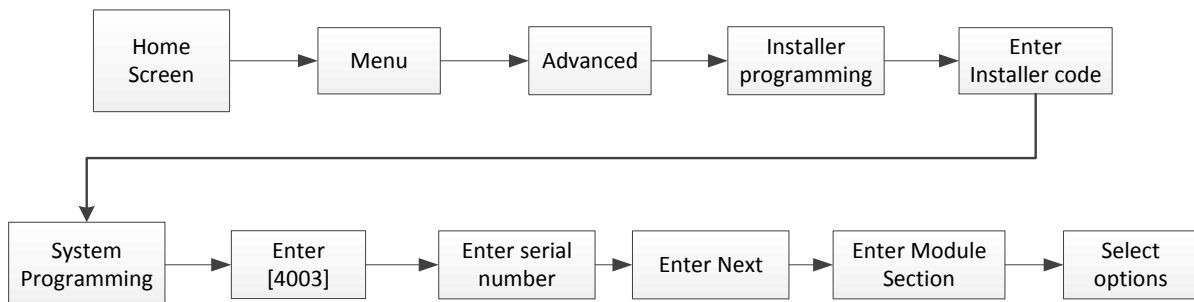 Home
Screen
Menu
Advanced
Installer
programming
Enter
Installer code
System
Programming
Enter
[4003]
Enter serial
number
Enter Next
Enter Module
Section
Select
options